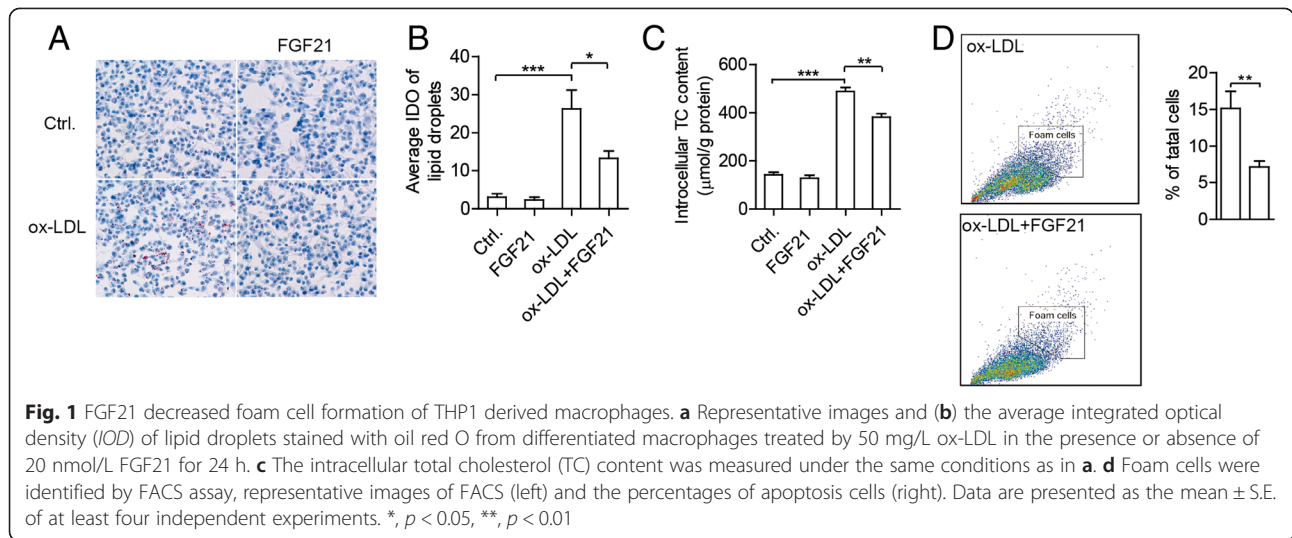 A
FGF21
Ctrl.
ox-LDL
B
Average IDO of
lipid droplets
40
30
20
10
0
***
*
Ctrl.
FGF21
ox-LDL
ox-LDL+FGF21
C
Introcellular TC content
(μmol/g protein)
600
400
200
0
***
**
Ctrl.
FGF21
ox-LDL
ox-LDL+FGF21
D
ox-LDL
Foam cells
ox-LDL+FGF21
Foam cells
% of tatal cells
20
15
10
5
0
**
Fig. 1 FGF21 decreased foam cell formation of THP1 derived macrophages. a Representative images and (b) the average integrated optical
density (IOD) of lipid droplets stained with oil red O from differentiated macrophages treated by 50 mg/L ox-LDL in the presence or absence of
20 nmol/L FGF21 for 24 h. c The intracellular total cholesterol (TC) content was measured under the same conditions as in a. d Foam cells were
identified by FACS assay, representative images of FACS (left) and the percentages of apoptosis cells (right). Data are presented as the mean ± S.E.
of at least four independent experiments. *, p < 0.05, **, p < 0.01